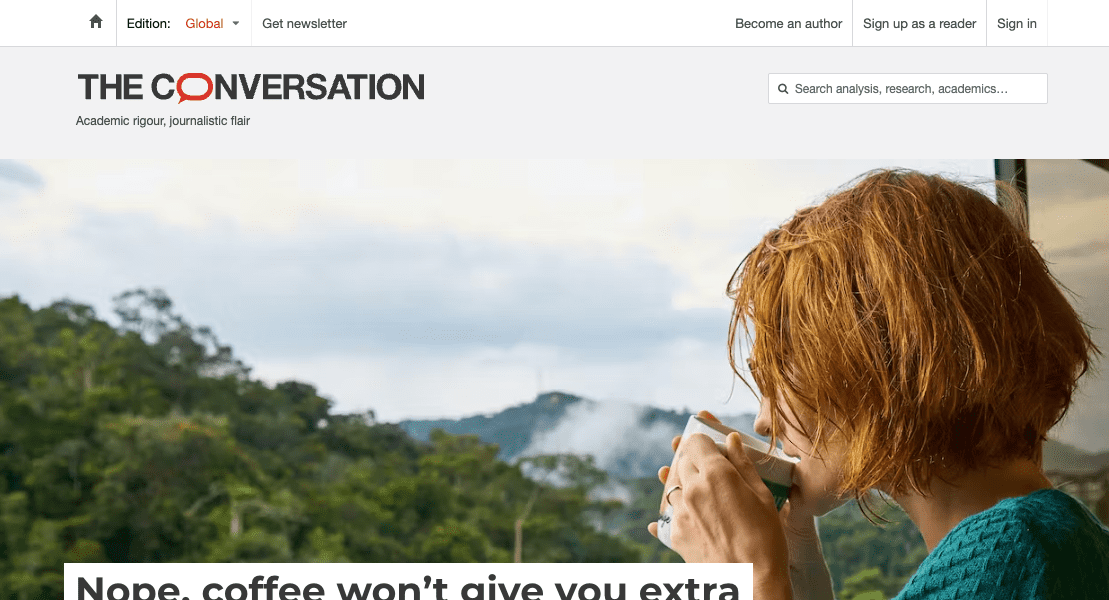 Edition: Global Get newsletter Become an author Sign up as a reader Sign in
THE CONVERSATION
Search analysis, research, academics...
Academic rigour, journalistic flair
Nope, coffee won't give you extra